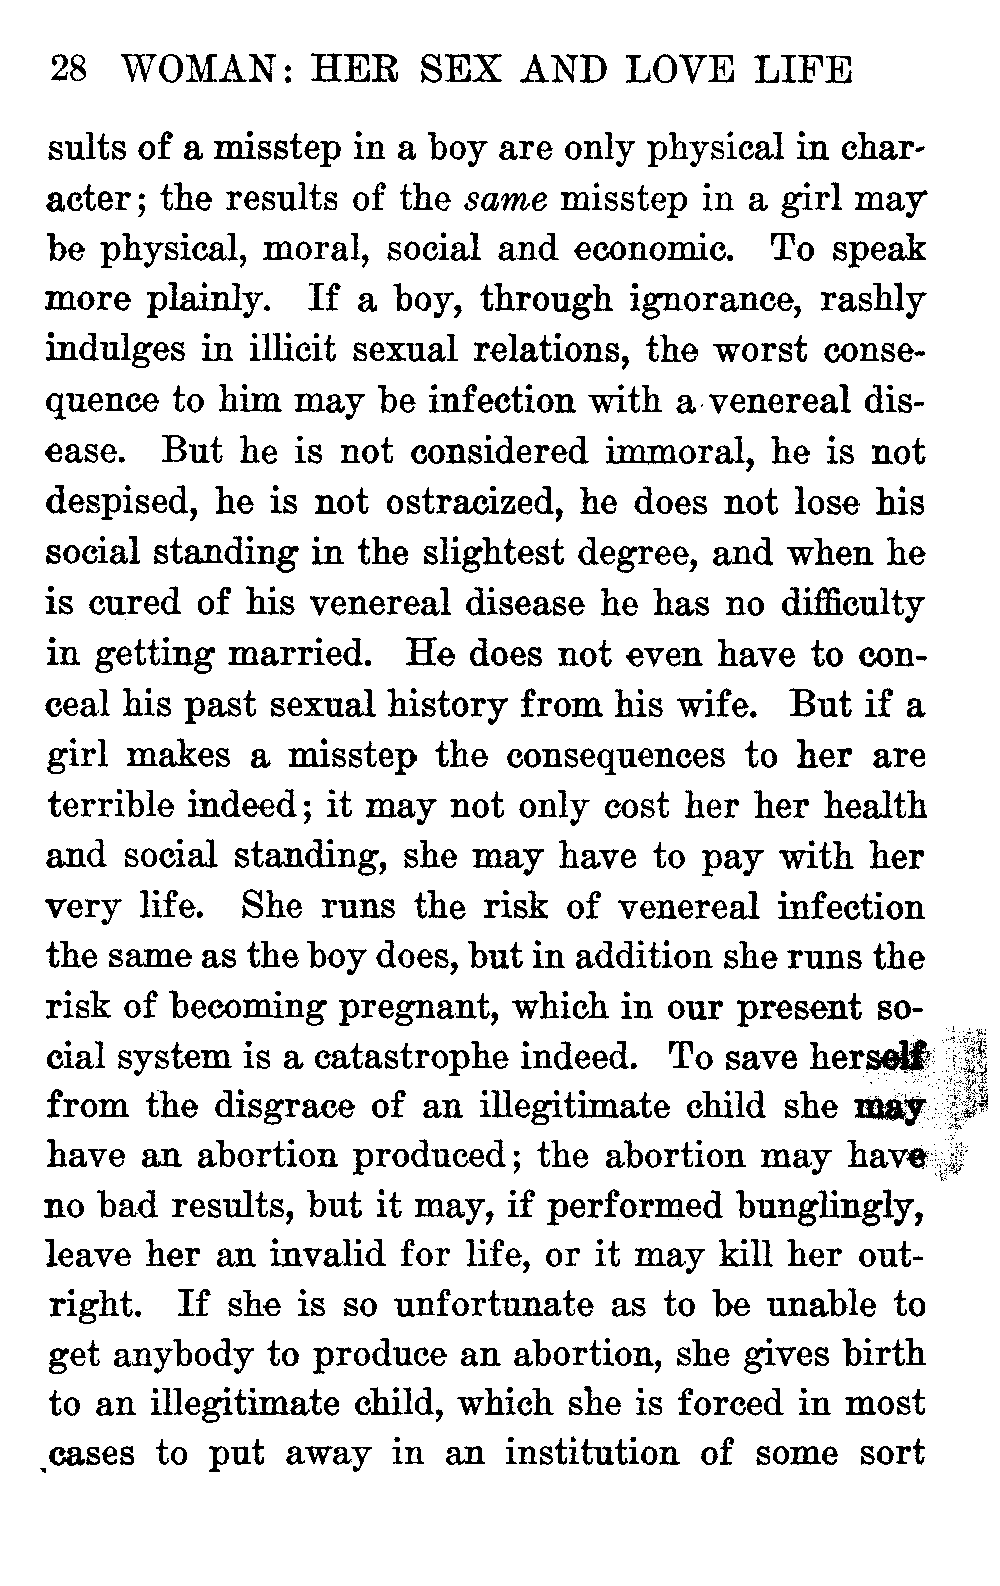 28 WOMAN: HER SEX AND LOVE LIFE
sults of a misstep in a boy are only physical in char-
acter; the results of the same misstep in a girl may
be physical, moral, social and economic. To speak
more plainly. If a boy, through ignorance, rashly
indulges in illicit sexual relations, the worst conse-
quence to him may be infection with a venereal dis-
ease. But he is not considered immoral, he is not
despised, he is not ostracized, he does not lose his
social standing in the slightest degree, and when he
is cured of his venereal disease he has no difficulty
in getting married. He does not even have to con-
ceal his past sexual history from his wife. But if a
girl makes a misstep the consequences to her are
terrible indeed; it may not only cost her her health
and social standing, she may have to pay with her
very life. She runs the risk of venereal infection
the same as the boy does, but in addition she runs the
risk of becoming pregnant, which in our present so-
cial system is a catastrophe indeed. To save herself
from the disgrace of an illegitimate child she may
have an abortion produced; the abortion may have
no bad results, but it may, if performed bunglingly,
leave her an invalid for life, or it may kill her out-
right. If she is so unfortunate as to be unable to
get anybody to produce an abortion, she gives birth
to an illegitimate child, which she is forced in most
cases to put away in an institution of some sort